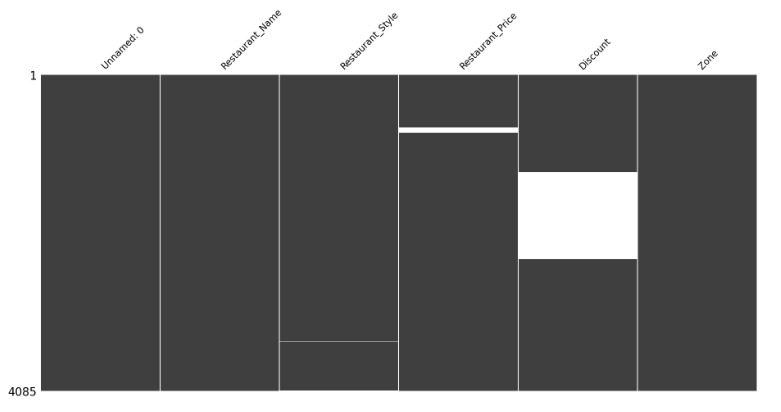 Unnamed: 0
Restaurant_Name
Restaurant_Style
Restaurant_Price
Discount
Zone
1
4085